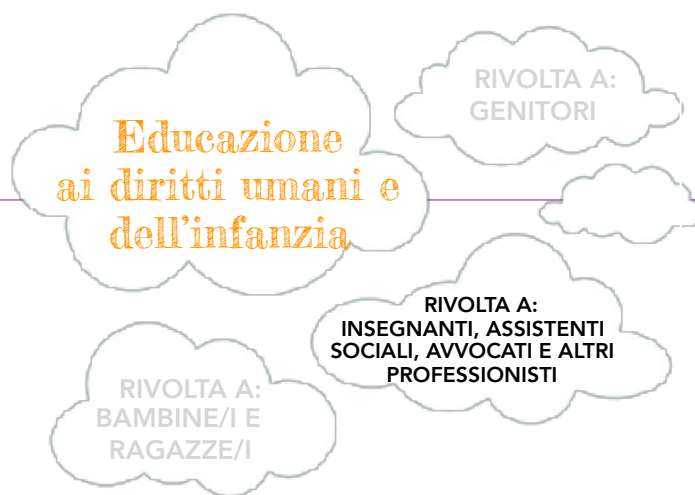 Educazione
ai diritti umani e
dell'infanzia
RIVOLTA A:
GENITORI
RIVOLTA A:
INSEGNANTI, ASSISTENTI
SOCIALI, AVVOCATI E ALTRI
PROFESSIONISTI
RIVOLTA A:
BAMBINE/I E
RAGAZZE/I